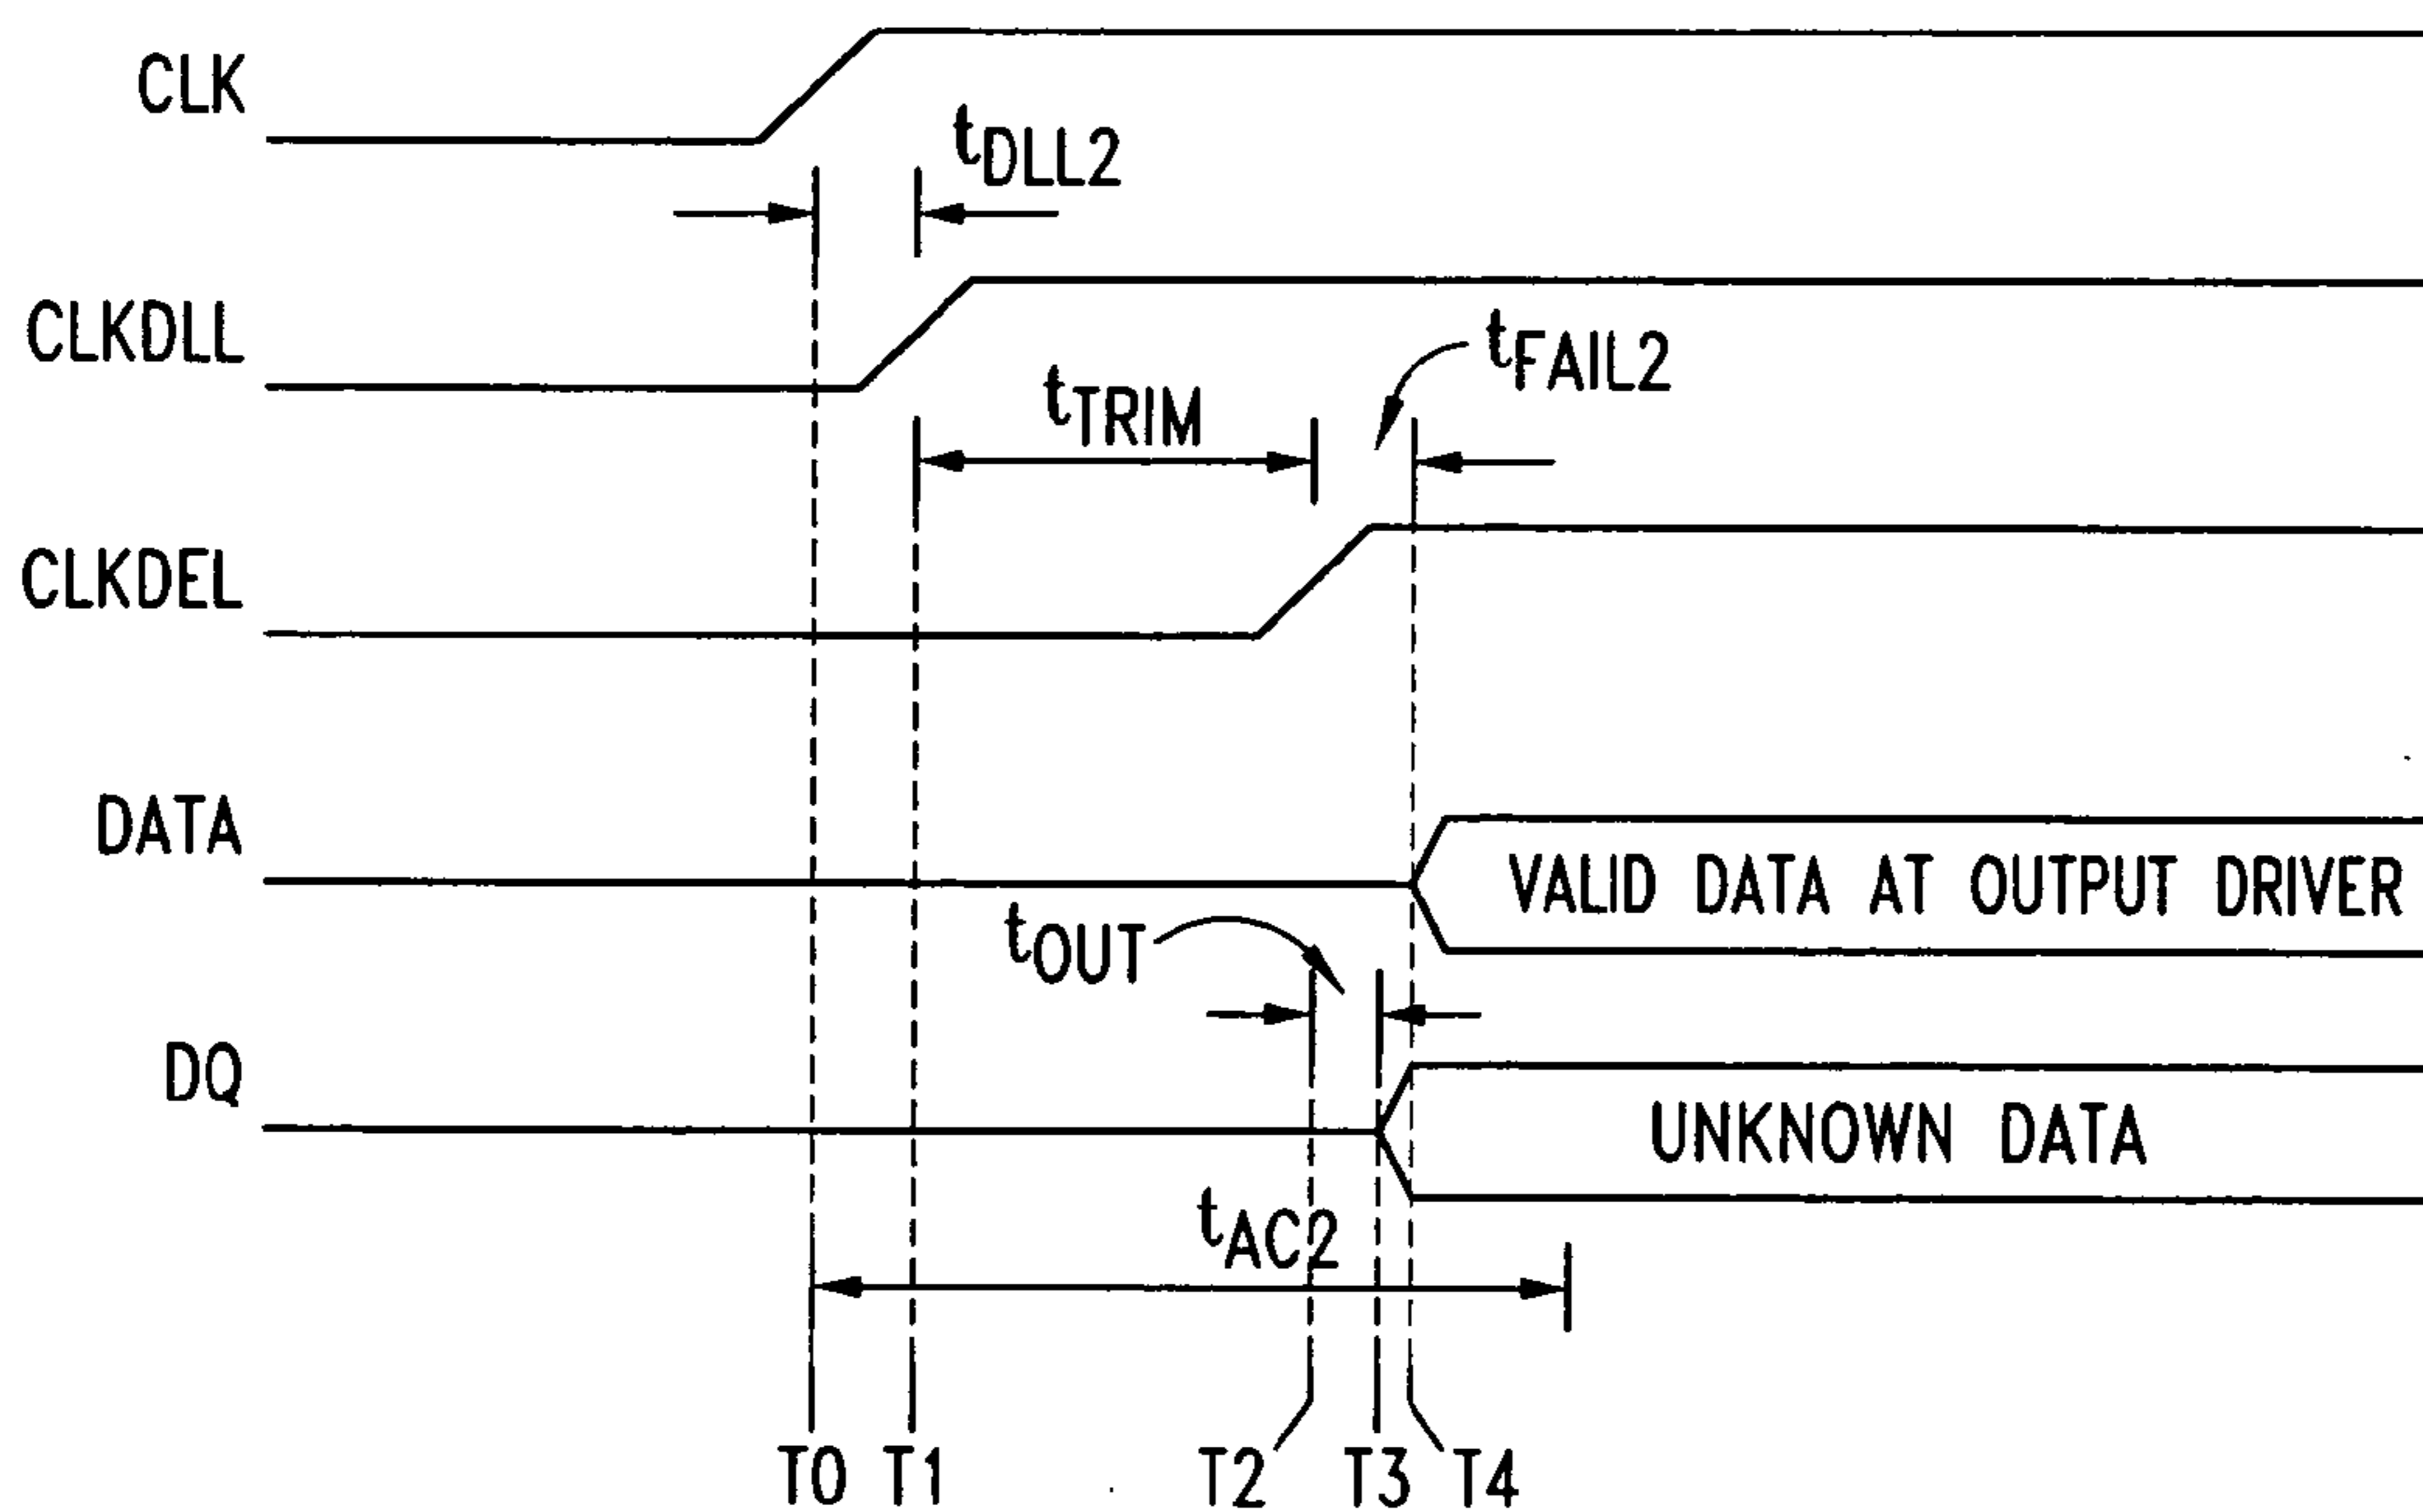 CLK
tDLL2
CLKDLL
tFAIL2
tTRIM
CLKDEL
DATA
VALID DATA AT OUTPUT DRIVER
tOUT
DQ
UNKNOWN DATA
tAC2
T0 T1 T2 T3 T4